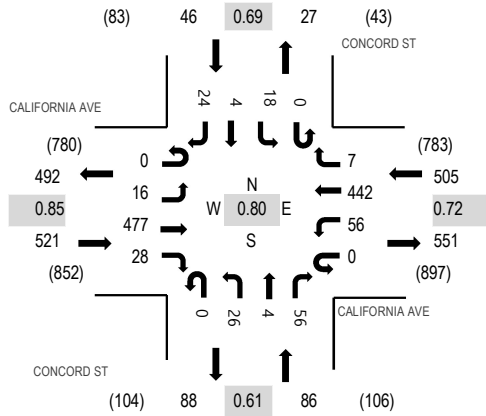 (83) 46 0.69 27 (43)
CONCORD ST
CALIFORNIA AVE
24 4 18 0
(780) (783)
492 0 7 505
16 N 442
0.85 W 0.80 E 0.72
477 S 56
521 28 0 551
(852) (897)
0 26 4 56
CALIFORNIA AVE
CONCORD ST
(104) 88 0.61 86 (106)